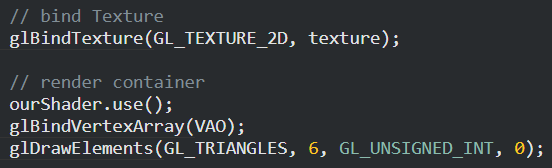 // bind Texture
glBindTexture(GL_TEXTURE_2D, texture);
// render container
ourShader.use();
glBindVertexArray(VAO);
glDrawElements(GL_TRIANGLES, 6, GL_UNSIGNED_INT, 0);